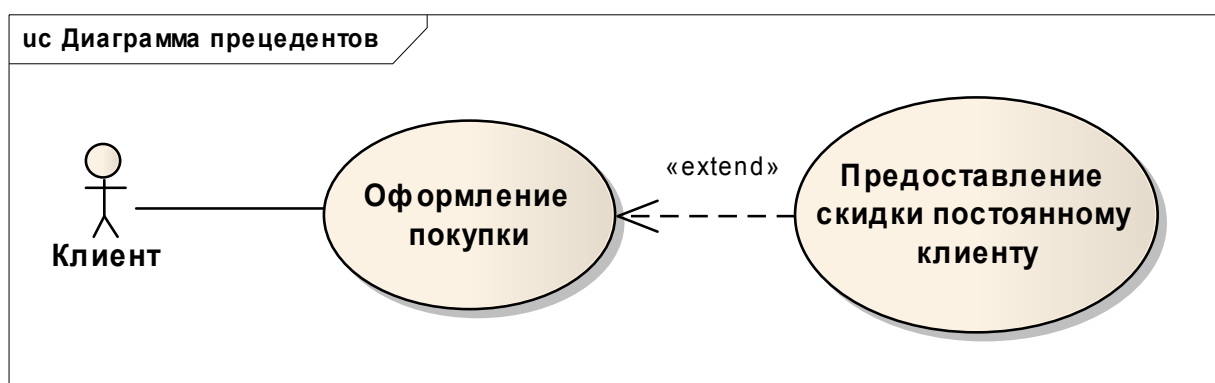 uc Диаграмма прецедентов
Клиент
Оформление
покупки
«extend»
Предоставление
скидки постоянному
клиенту